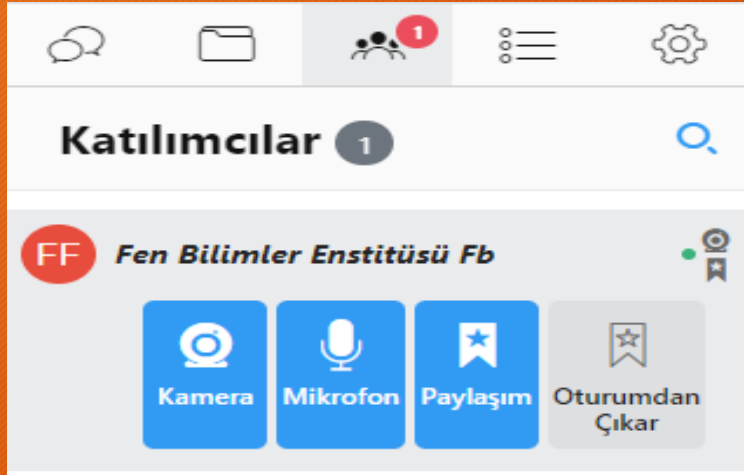 1
Katılımcılar 1
FF Fen Bilimler Enstitüsü Fb
Kamera Mikrofon Paylaşım Oturumdan
Çıkar